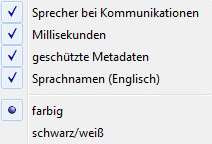 Sprecher bei Kommunikationen
Millisekunden
geschützte Metadaten
Sprachnamen (Englisch)
farbig
schwarz/weiß